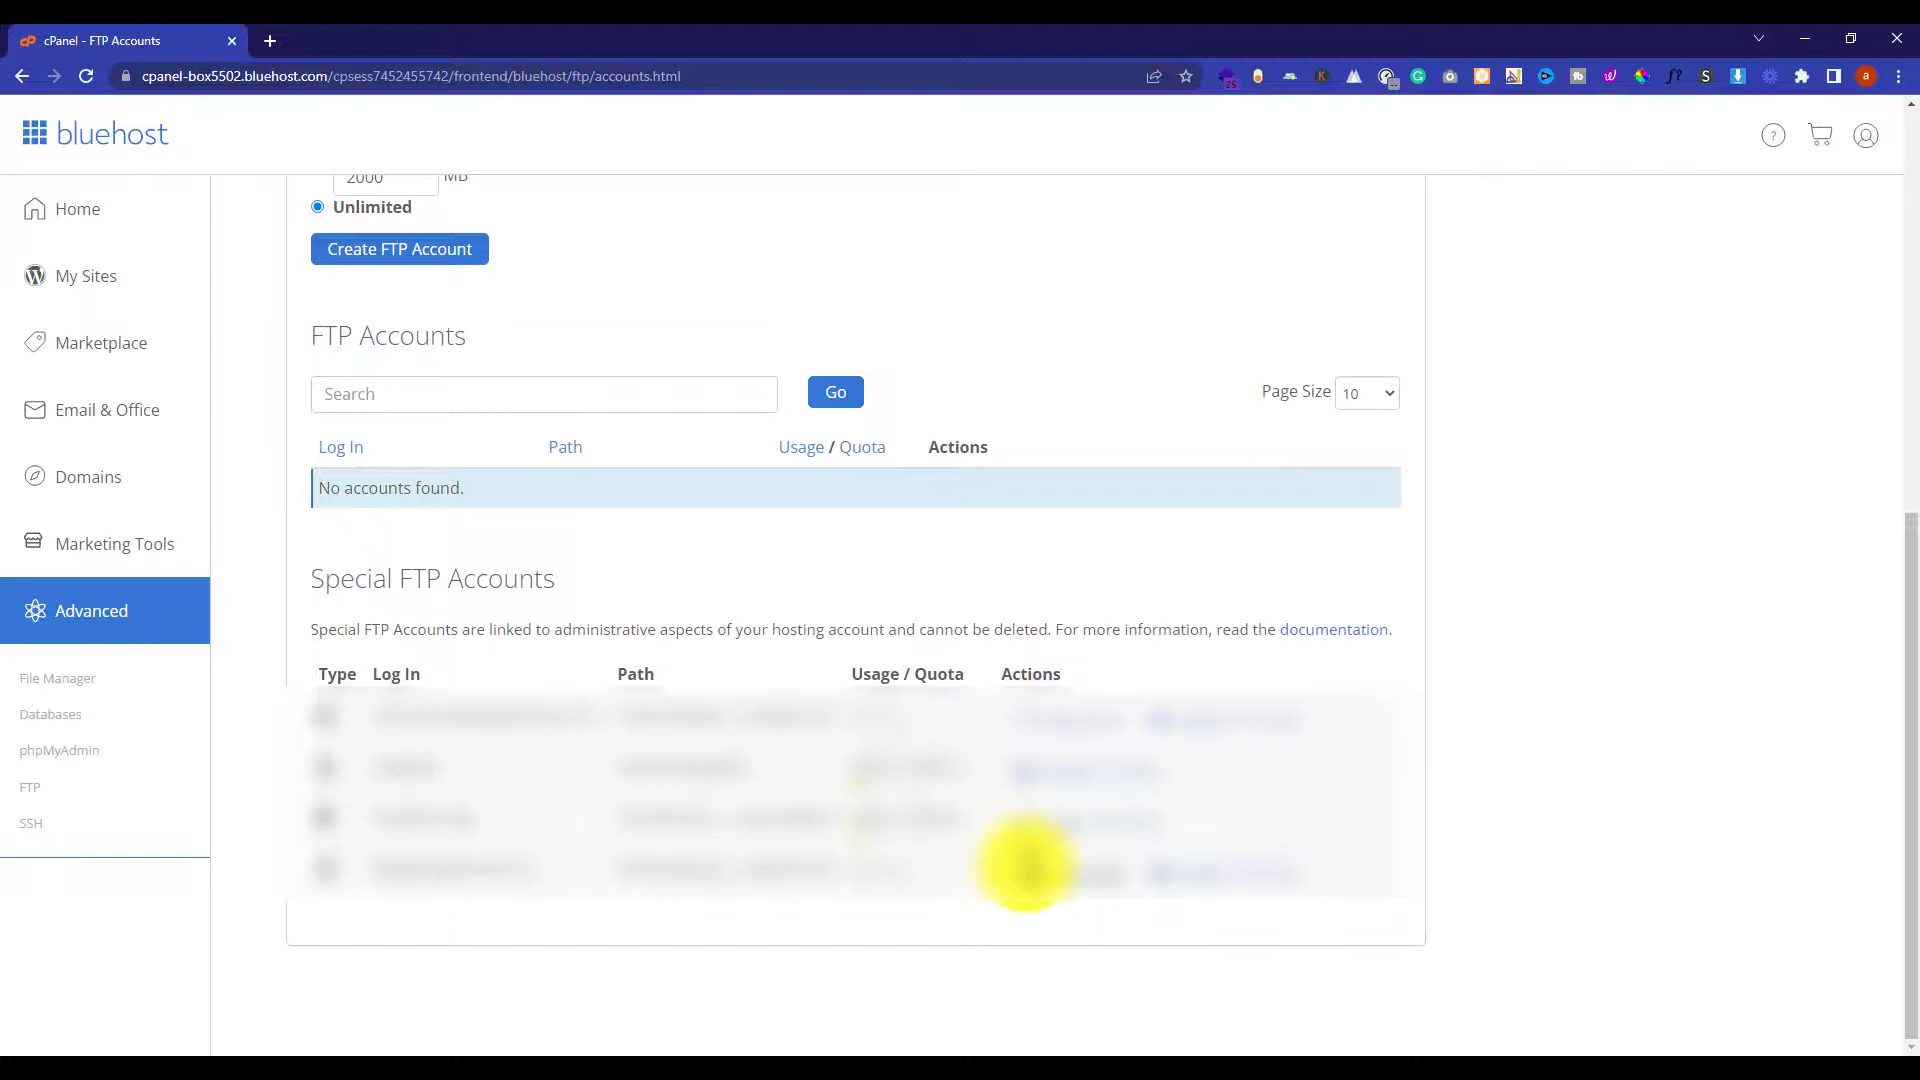 cPanel - FTP Accounts
cpanel-box5502.bluehost.com/cpsess7452455742/frontend/bluehost/ftp/accounts.html
25
bluehost
2000 MB
Unlimited
Create FTP Account
Home
My Sites
Marketplace
Email & Office
Domains
Marketing Tools
Advanced
File Manager
Databases
phpMyAdmin
FTP
SSH
FTP Accounts
Search
Go
Page Size 10
Log In Path Usage / Quota Actions
No accounts found.
Special FTP Accounts
Special FTP Accounts are linked to administrative aspects of your hosting account and cannot be deleted. For more information, read the documentation.
Type Log In Path Usage / Quota Actions